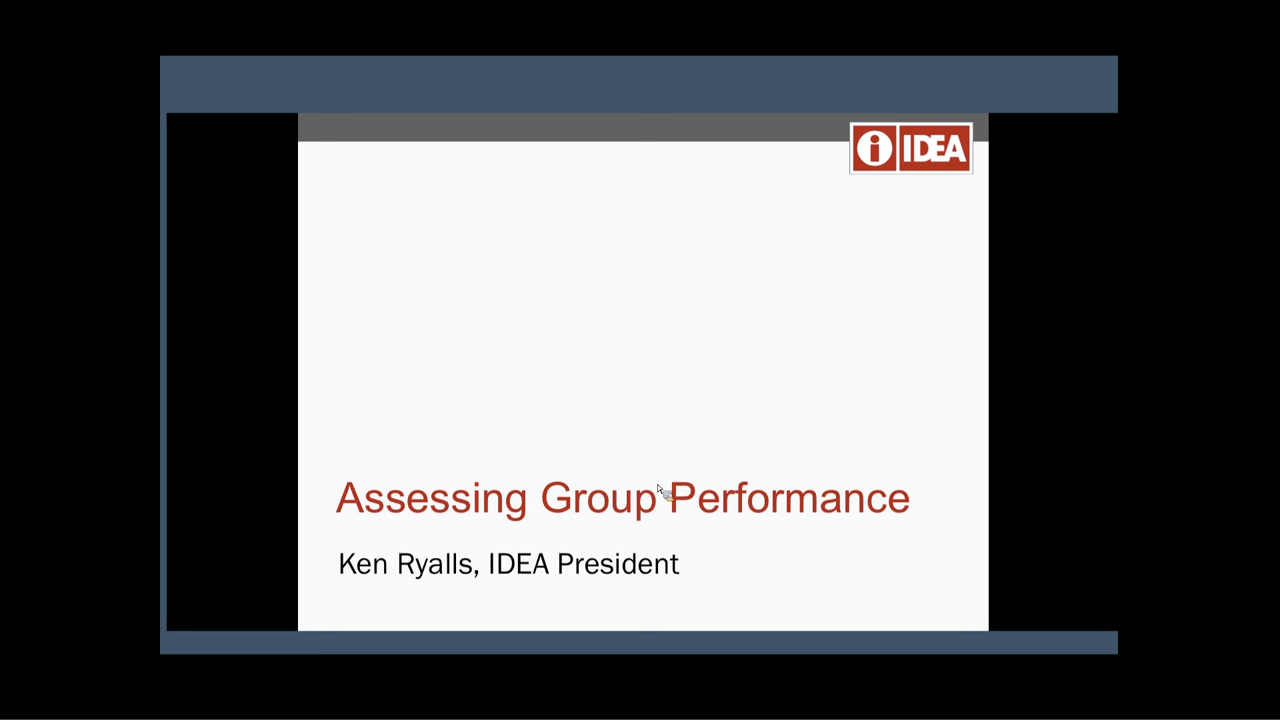 i IDEA
Assessing Group Performance
Ken Ryalls, IDEA President